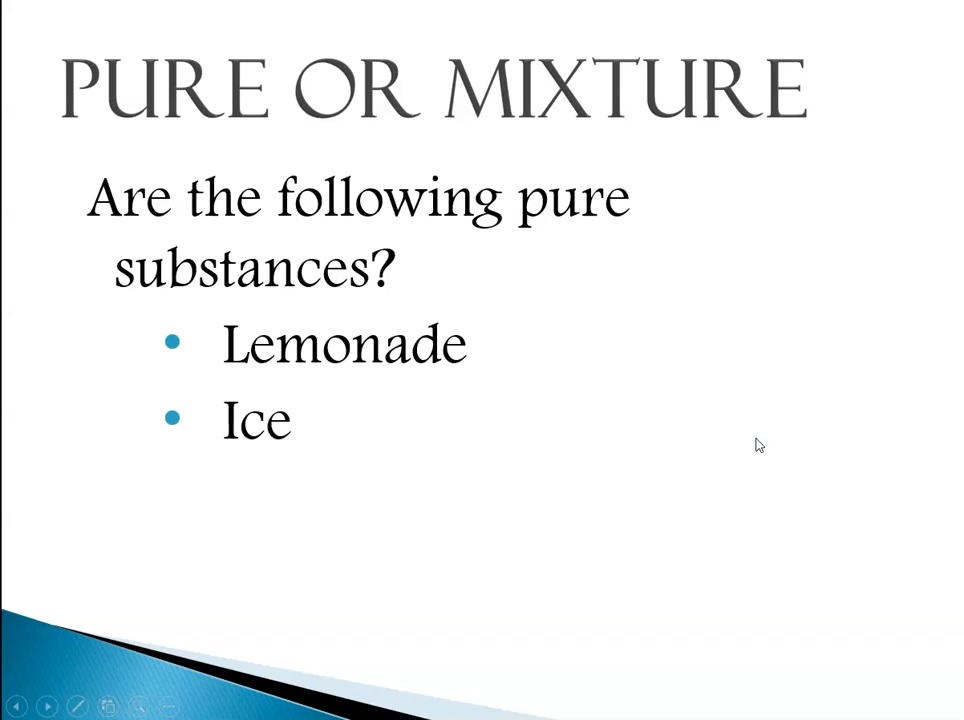 PURE OR MIXTURE
Are the following pure
substances?
• Lemonade
• Ice